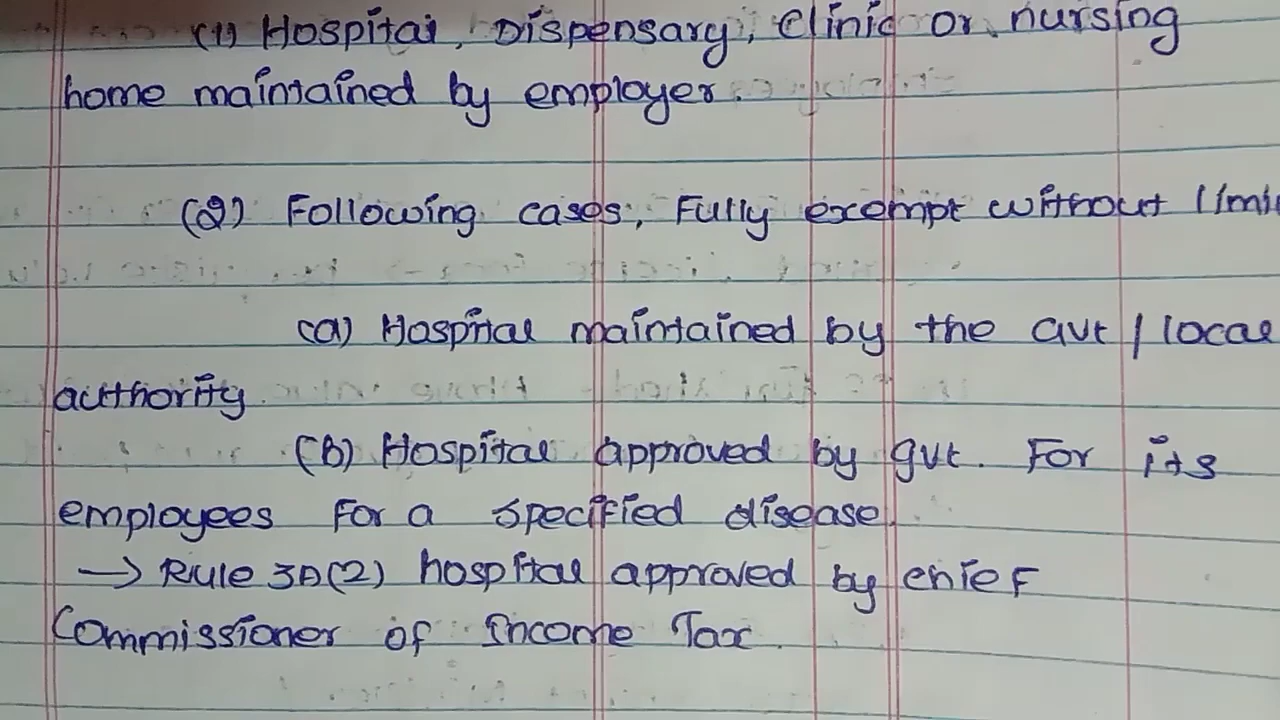 (1) Hospital, Dispensary, Clinic or nursing
home maintained by employer.
(2) Following cases, Fully exempt without limi
(a) Hospital maintained by the gvt / local
authority
(b) Hospital approved by gvt. For its
employees For a specified disease.
→ Rule 3A(2) hospital approved by chief
Commissioner of Income Tax.